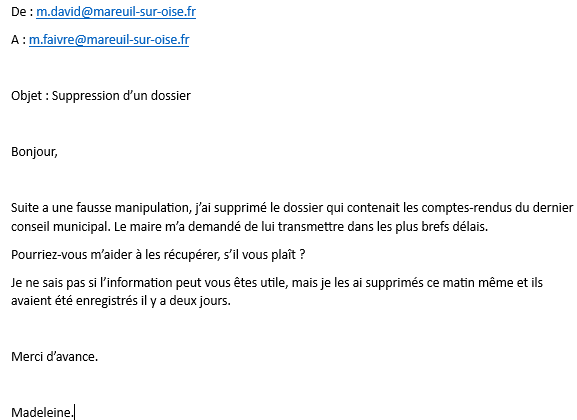 De : m.david@mareuil-sur-oise.fr
A : m.faivre@mareuil-sur-oise.fr
Objet : Suppression d’un dossier
Bonjour,
Suite a une fausse manipulation, j’ai supprimé le dossier qui contenait les comptes-rendus du dernier
conseil municipal. Le maire m’a demandé de lui transmettre dans les plus brefs délais.
Pourriez-vous m’aider à les récupérer, s’il vous plaît ?
Je ne sais pas si l’information peut vous êtes utile, mais je les ai supprimés ce matin même et ils
avaient été enregistrés il y a deux jours.
Merci d’avance.
Madeleine.